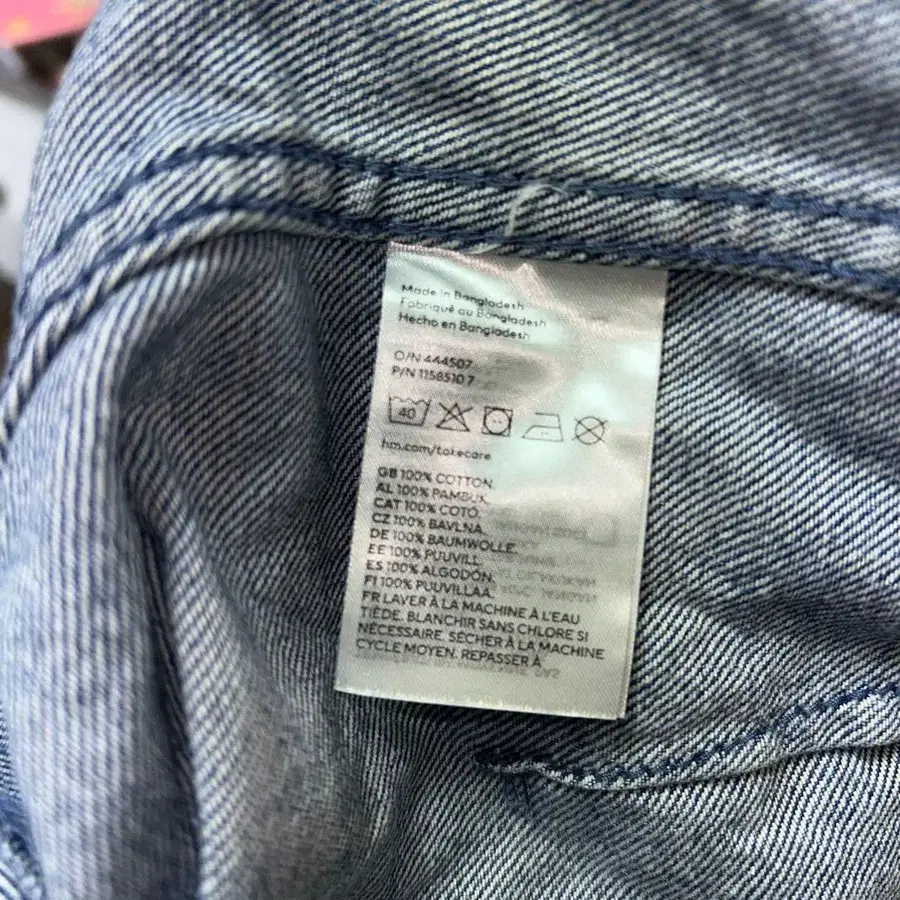 Made in Bangladesh
Fabriqué au Bangladesh
Hecho en Bangladesh
O/N 444507
P/N 1158510 7
40
hm.com/takecare
GB 100% COTTON.
AL 100% PAMBUK.
CAT 100% COTÓ.
CZ 100% BAVLNA.
DE 100% BAUMWOLLE.
EE 100% PUUVILL.
ES 100% ALGODÓN.
FI 100% PUUVILLAA.
FR LAVER À LA MACHINE À L'EAU
TIÈDE. BLANCHIR SANS CHLORE SI
NÉCESSAIRE. SÉCHER À LA MACHINE
CYCLE MOYEN. REPASSER À